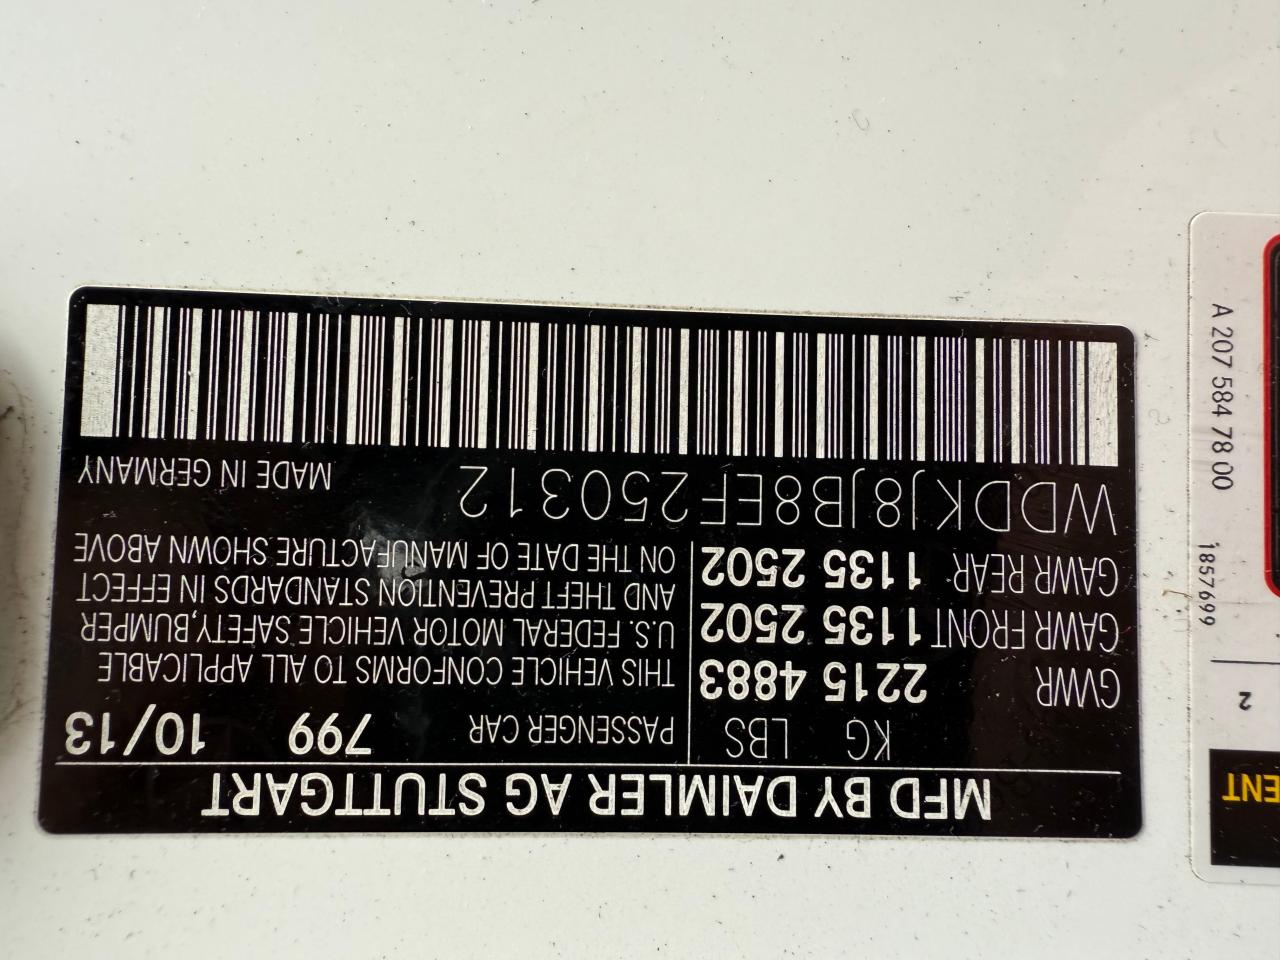 MFD BY DAIMLER AG STUTTGART
KG LBS
GVWR 2215 4883
GAWR FRONT 1135 2502
GAWR REAR 1135 2502
PASSENGER CAR 799 10/13
THIS VEHICLE CONFORMS TO ALL APPLICABLE
U.S. FEDERAL MOTOR VEHICLE SAFETY, BUMPER
AND THEFT PREVENTION STANDARDS IN EFFECT
ON THE DATE OF MANUFACTURE SHOWN ABOVE
WDDKJ8JB8EF250312 MADE IN GERMANY
A 207 584 78 00
1857699
2
ENT